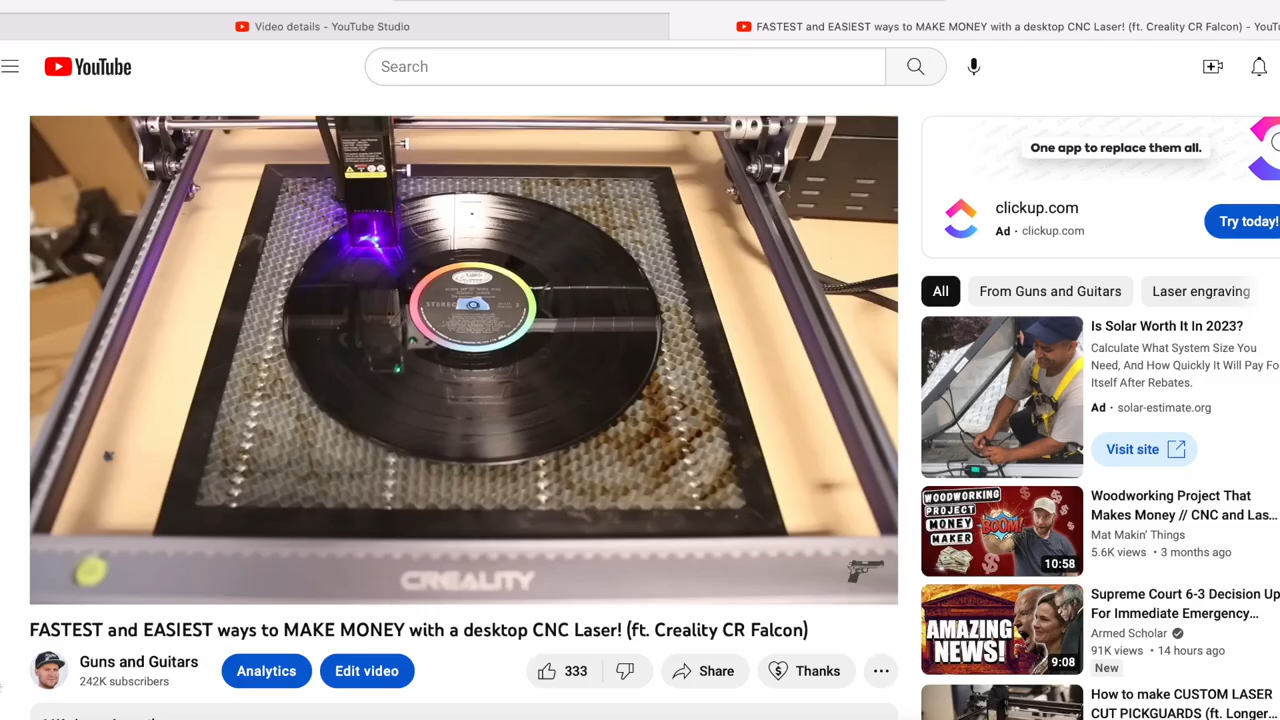 Video details - YouTube Studio
FASTEST and EASIEST ways to MAKE MONEY with a desktop CNC Laser! (ft. Creality CR Falcon) - YouTu
YouTube
Search
One app to replace them all.
clickup.com
Ad · clickup.com
Try today!
STEREO
CREALITY
All
From Guns and Guitars
Laser engraving
Is Solar Worth It In 2023?
Calculate What System Size You
Need, And How Quickly It Will Pay Fo
Itself After Rebates.
Ad · solar-estimate.org
Visit site
WOODWORKING
PROJECT
MONEY
MAKER
BOOM!
10:58
Woodworking Project That
Makes Money // CNC and Las...
Mat Makin' Things
5.6K views • 3 months ago
AMAZING
NEWS!
9:08
Supreme Court 6-3 Decision Up
For Immediate Emergency...
Armed Scholar
91K views • 14 hours ago
New
FASTEST and EASIEST ways to MAKE MONEY with a desktop CNC Laser! (ft. Creality CR Falcon)
Guns and Guitars
242K subscribers
Analytics
Edit video
333
Share
Thanks
How to make CUSTOM LASER
CUT PICKGUARDS (ft. Longer...